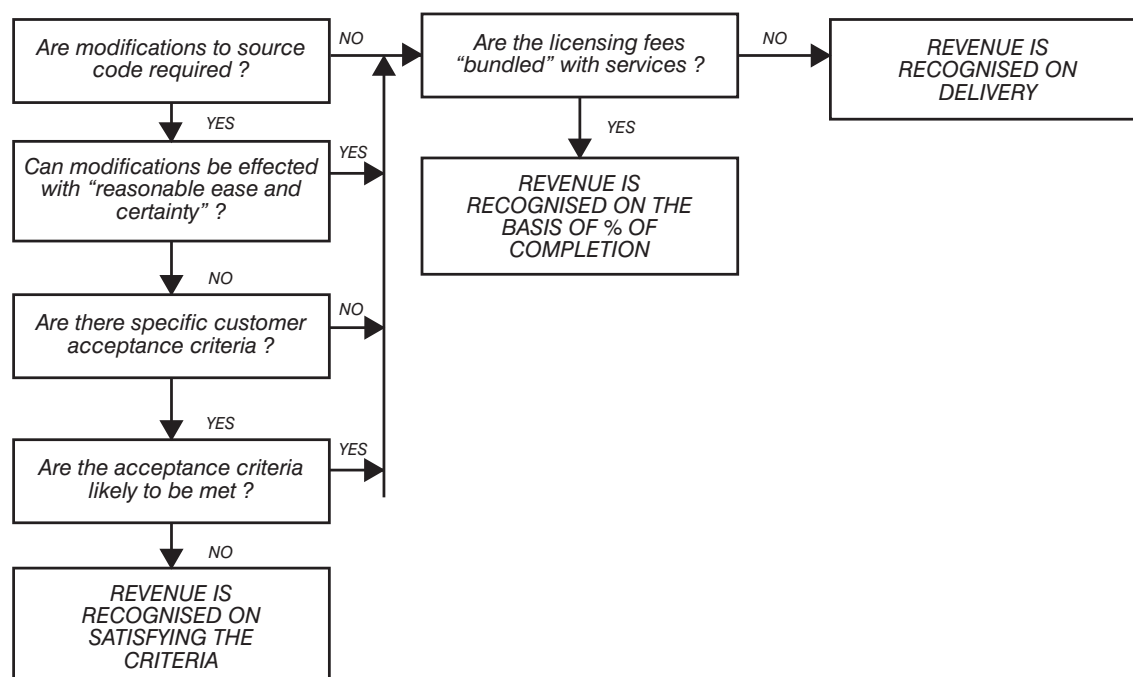 Are modifications to source
code required ?
NO
Are the licensing fees
“bundled” with services ?
NO
REVENUE IS
RECOGNISED ON
DELIVERY
YES
YES
Can modifications be effected
with “reasonable ease and
certainty” ?
YES
REVENUE IS
RECOGNISED ON THE
BASIS OF % OF
COMPLETION
NO
Are there specific customer
acceptance criteria ?
NO
YES
Are the acceptance criteria
likely to be met ?
YES
NO
REVENUE IS
RECOGNISED ON
SATISFYING THE
CRITERIA